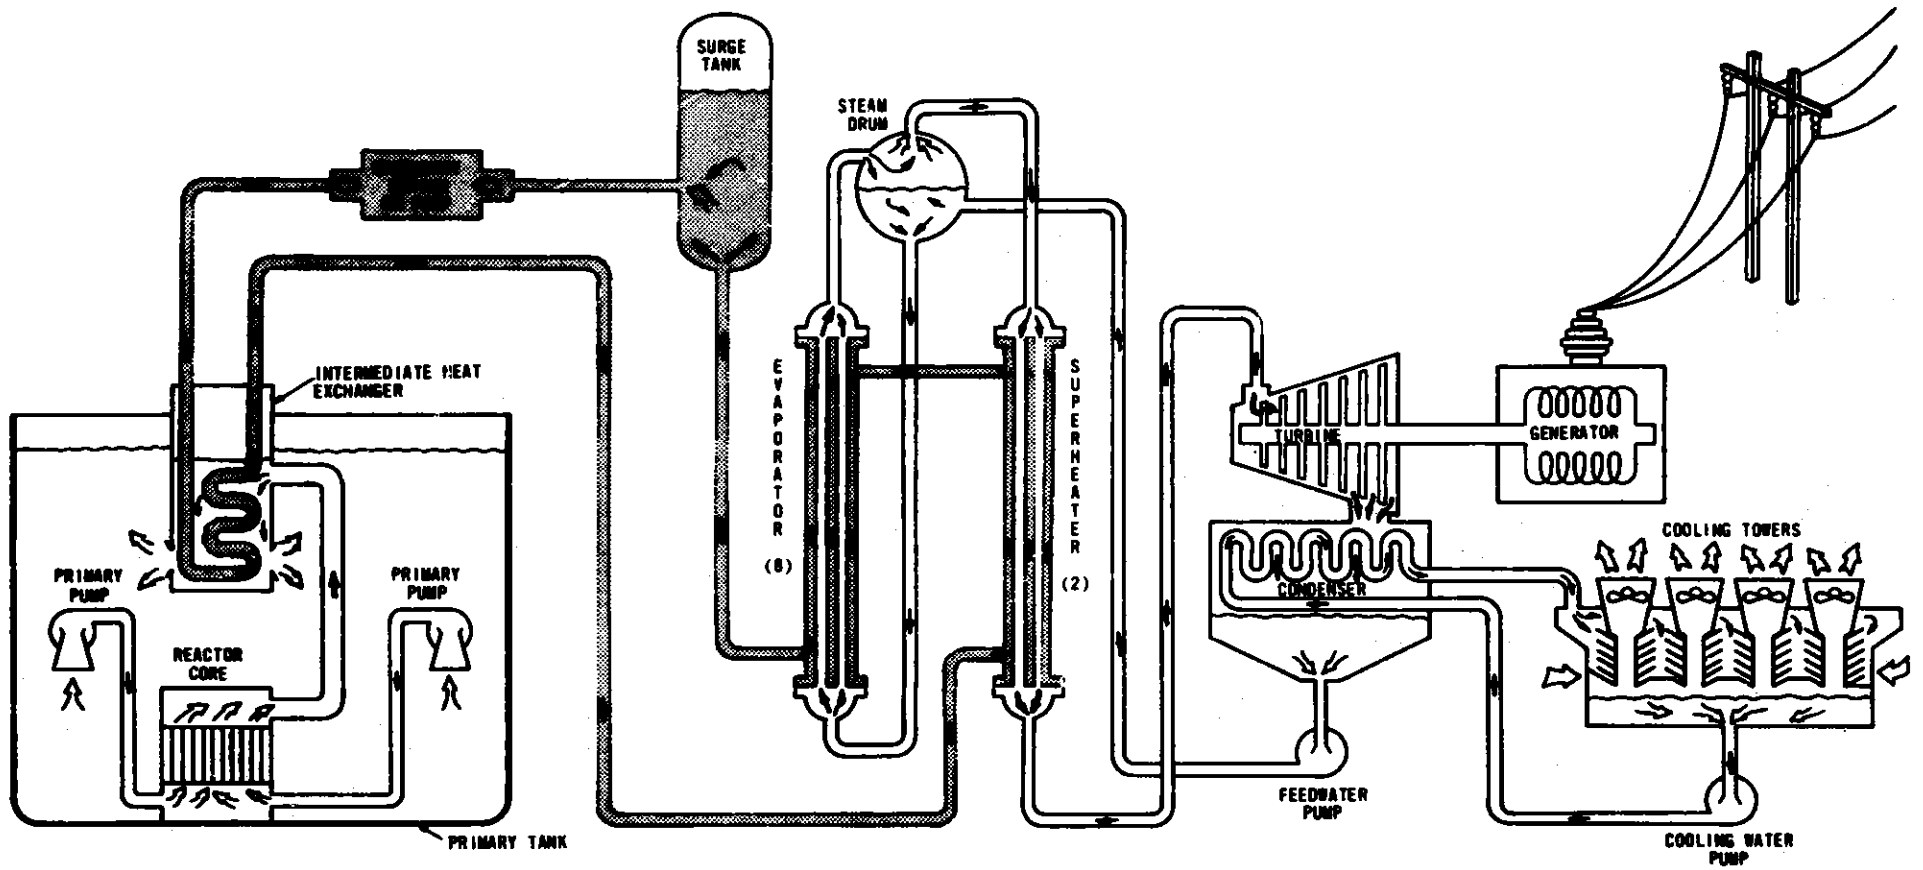 SURGE
TANK
STEAM
DRUM
INTERMEDIATE HEAT
EXCHANGER
EVAPORATOR
(8)
SUPERHEATER
(2)
TURBINE
GENERATOR
COOLING TOWERS
CONDENSER
PRIMARY
PUMP
PRIMARY
PUMP
REACTOR
CORE
PRIMARY TANK
FEEDWATER
PUMP
COOLING WATER
PUMP